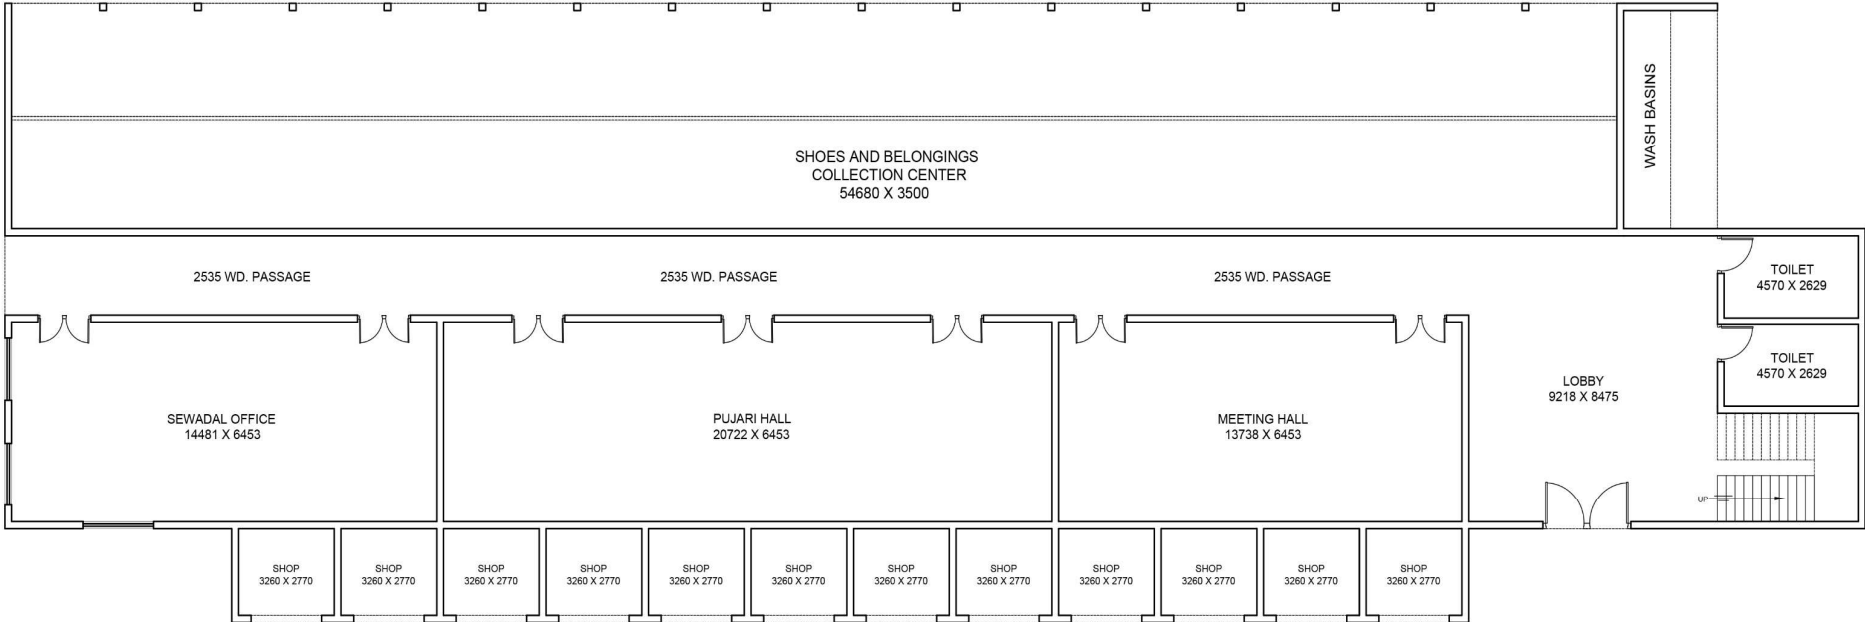 WASH BASINS
SHOES AND BELONGINGS
COLLECTION CENTER
54680 X 3500
2535 WD. PASSAGE
2535 WD. PASSAGE
2535 WD. PASSAGE
TOILET
4570 X 2629
TOILET
4570 X 2629
LOBBY
9218 X 8475
SEWADAL OFFICE
14481 X 6453
PUJARI HALL
20722 X 6453
MEETING HALL
13738 X 6453
UP
SHOP
3260 X 2770
SHOP
3260 X 2770
SHOP
3260 X 2770
SHOP
3260 X 2770
SHOP
3260 X 2770
SHOP
3260 X 2770
SHOP
3260 X 2770
SHOP
3260 X 2770
SHOP
3260 X 2770
SHOP
3260 X 2770
SHOP
3260 X 2770
SHOP
3260 X 2770